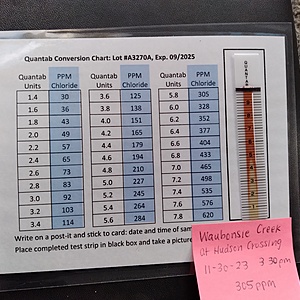 Quantab Conversion Chart: Lot #A3270A, Exp. 09/2025
Quantab Units PPM Chloride Quantab Units PPM Chloride Quantab Units PPM Chloride
1.4 30 3.6 125 5.8 305
1.6 36 3.8 138 6.0 328
1.8 43 4.0 151 6.2 352
2.0 49 4.2 165 6.4 377
2.2 57 4.4 179 6.6 404
2.4 65 4.6 194 6.8 433
2.6 73 4.8 210 7.0 465
2.8 83 5.0 227 7.2 498
3.0 92 5.2 245 7.4 535
3.2 103 5.4 264 7.6 576
3.4 114 5.6 284 7.8 620
QUANTAB
Write on a post-it and stick to card: date and time of sam
Place completed test strip in black box and take a picture
Waubonsie Creek
at Hudson Crossing
11-30-23 3:30pm
305ppm